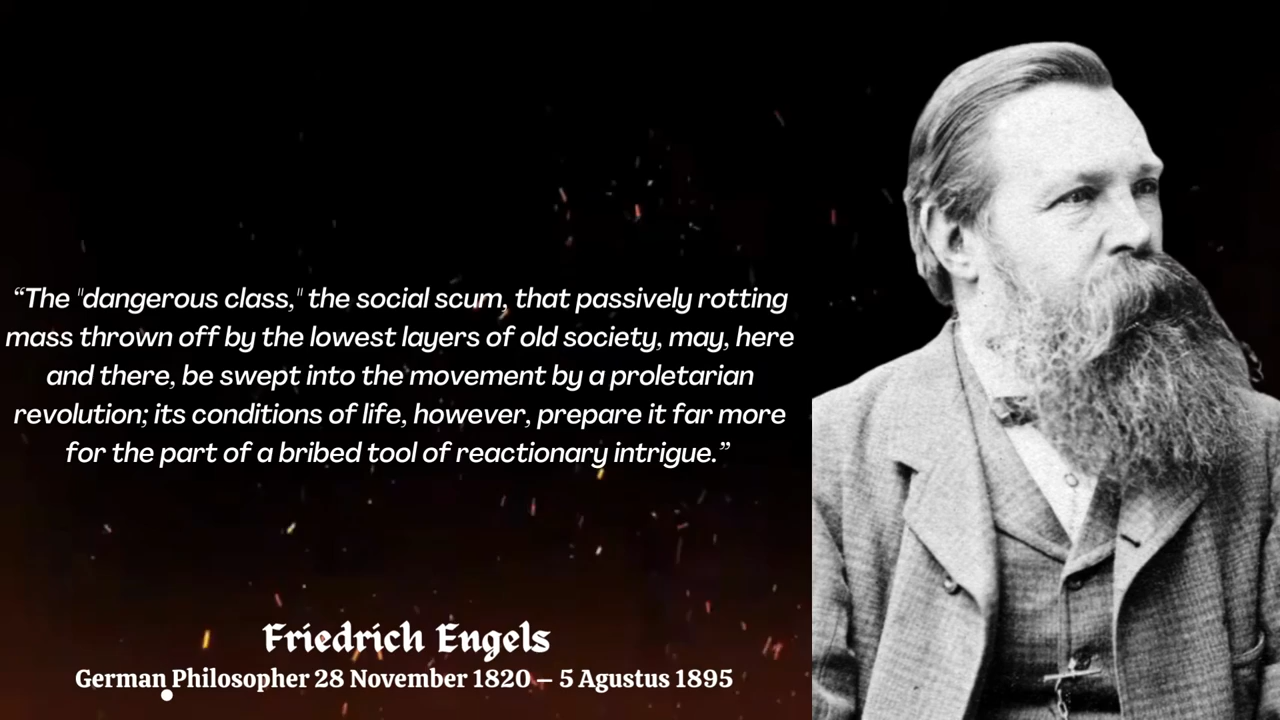 “The "dangerous class," the social scum, that passively rotting
mass thrown off by the lowest layers of old society, may, here
and there, be swept into the movement by a proletarian
revolution; its conditions of life, however, prepare it far more
for the part of a bribed tool of reactionary intrigue.”
Friedrich Engels
German Philosopher 28 November 1820 – 5 Agustus 1895